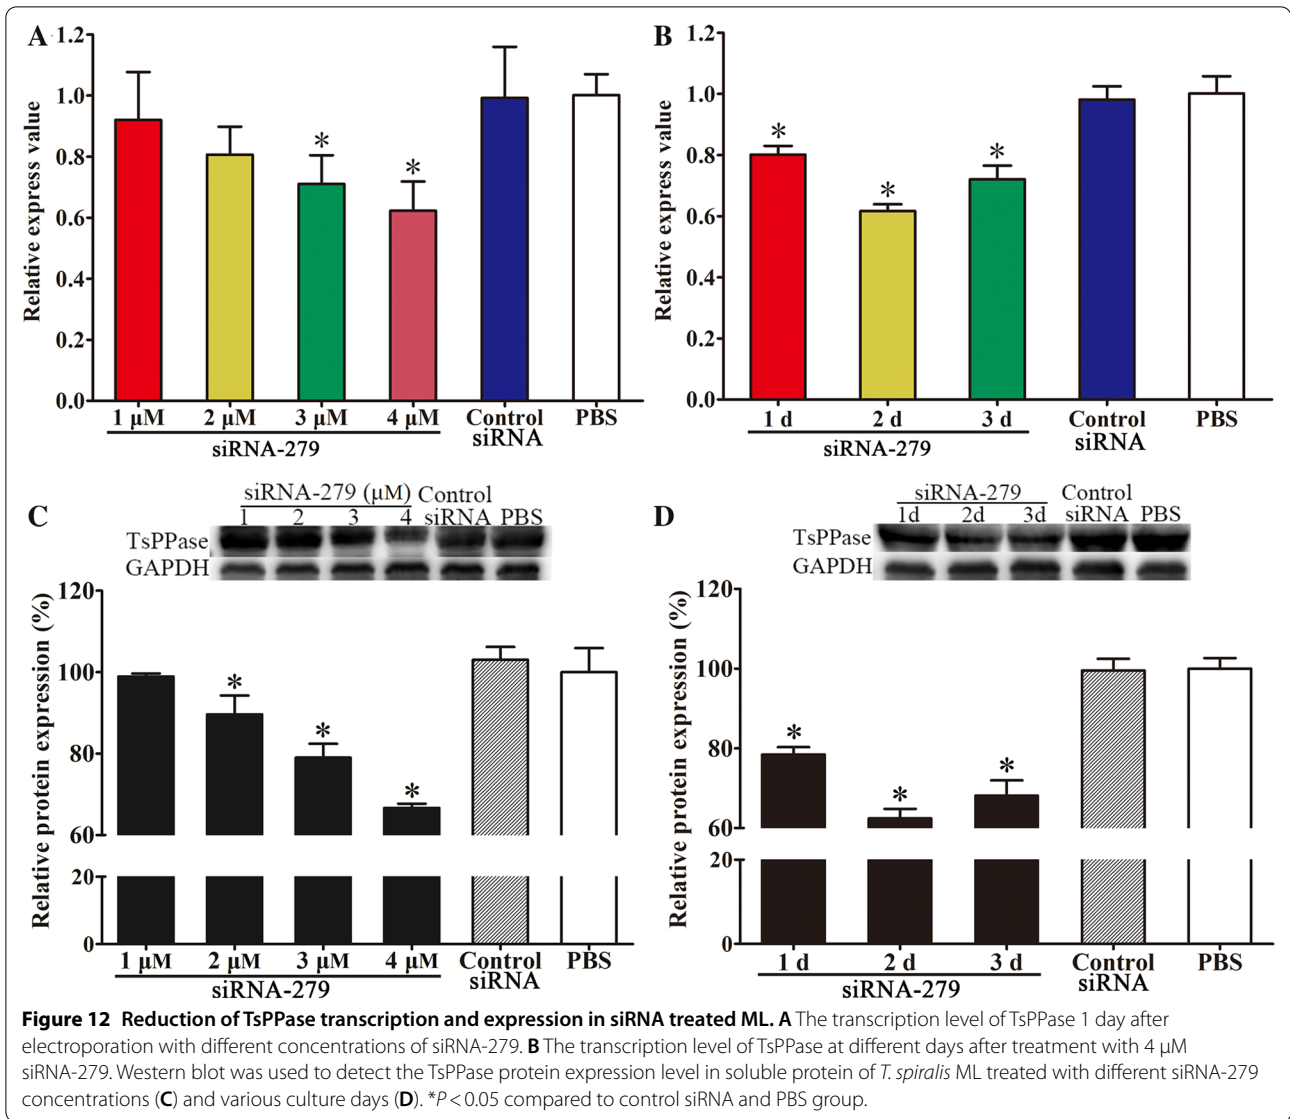 A
1.2
1.0
0.8
0.6
0.4
0.2
0.0
Relative express value
*
*
1 µM 2 µM 3 µM 4 µM Control siRNA PBS
siRNA-279
B
1.2
1.0
0.8
0.6
0.4
0.2
0.0
Relative express value
*
*
*
1 d 2 d 3 d Control siRNA PBS
siRNA-279
C
siRNA-279 (µM) Control
1 2 3 4 siRNA PBS
TsPPase
GAPDH
120
100
80
60
20
0
Relative protein expression (%)
*
*
*
1 µM 2 µM 3 µM 4 µM Control siRNA PBS
siRNA-279
D
siRNA-279 Control
1d 2d 3d siRNA PBS
TsPPase
GAPDH
120
100
80
60
20
0
Relative protein expression (%)
*
*
*
1 d 2 d 3 d Control siRNA PBS
siRNA-279
Figure 12 Reduction of TsPPase transcription and expression in siRNA treated ML. A The transcription level of TsPPase 1 day after
electroporation with different concentrations of siRNA-279. B The transcription level of TsPPase at different days after treatment with 4 µM
siRNA-279. Western blot was used to detect the TsPPase protein expression level in soluble protein of T. spiralis ML treated with different siRNA-279
concentrations (C) and various culture days (D). *P < 0.05 compared to control siRNA and PBS group.